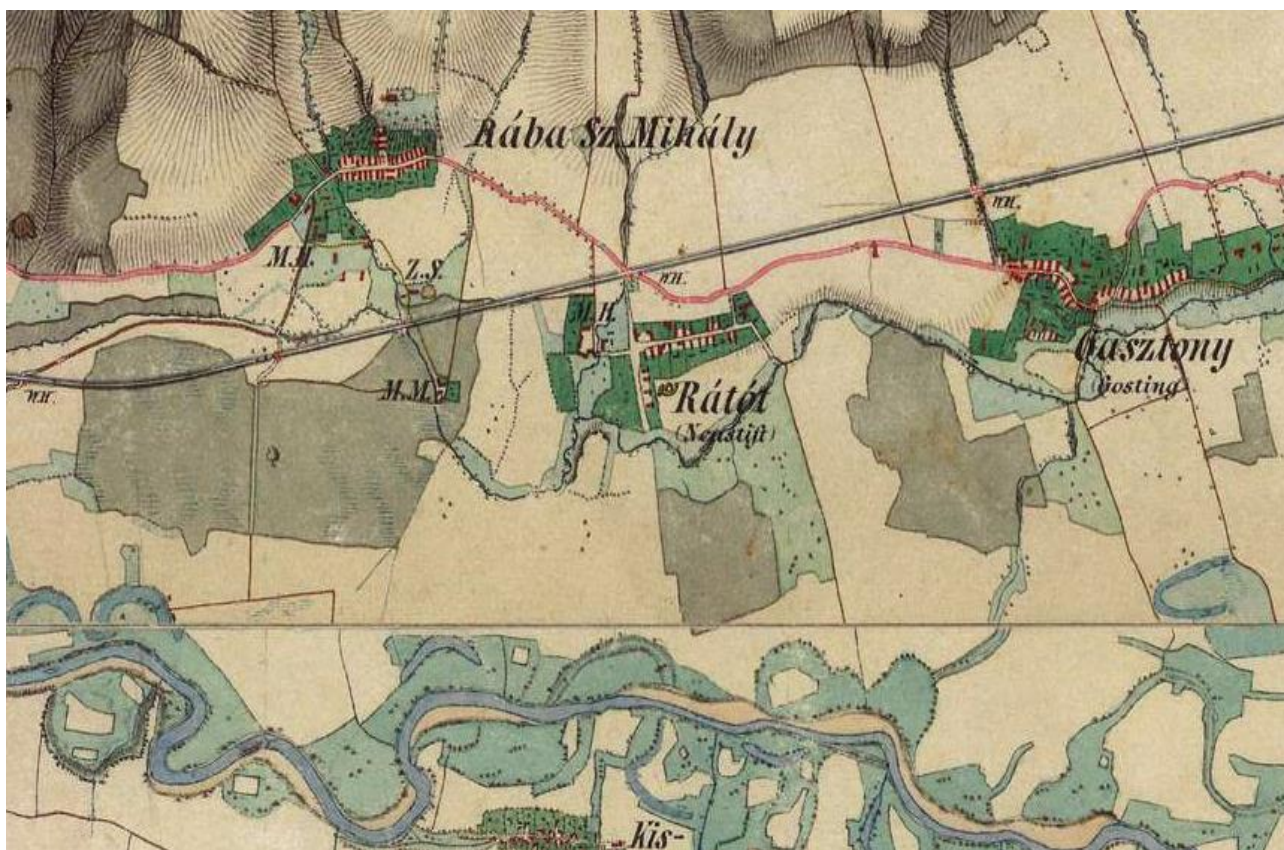 Rába Sz. Mihály
W.H.
M.H.
Z.S.
W.H.
M.H.
Gasztony
(Gosting
W.H.
M.M.
Rátót
(Neustift)
Kis-